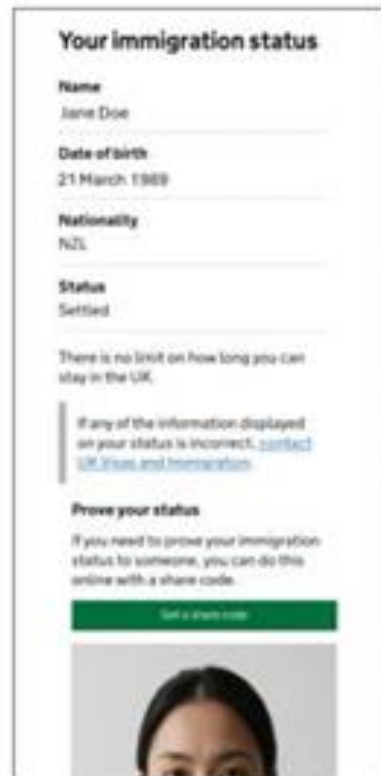 Your immigration status
Name
Jane Doe
Date of birth
21 March 1989
Nationality
NZL
Status
Settled
There is no limit on how long you can
stay in the UK.
If any of the information displayed
on your status is incorrect, contact
UK Visas and Immigration.
Prove your status
If you need to prove your immigration
status to someone, you can do this
online with a share code.
Get a share code